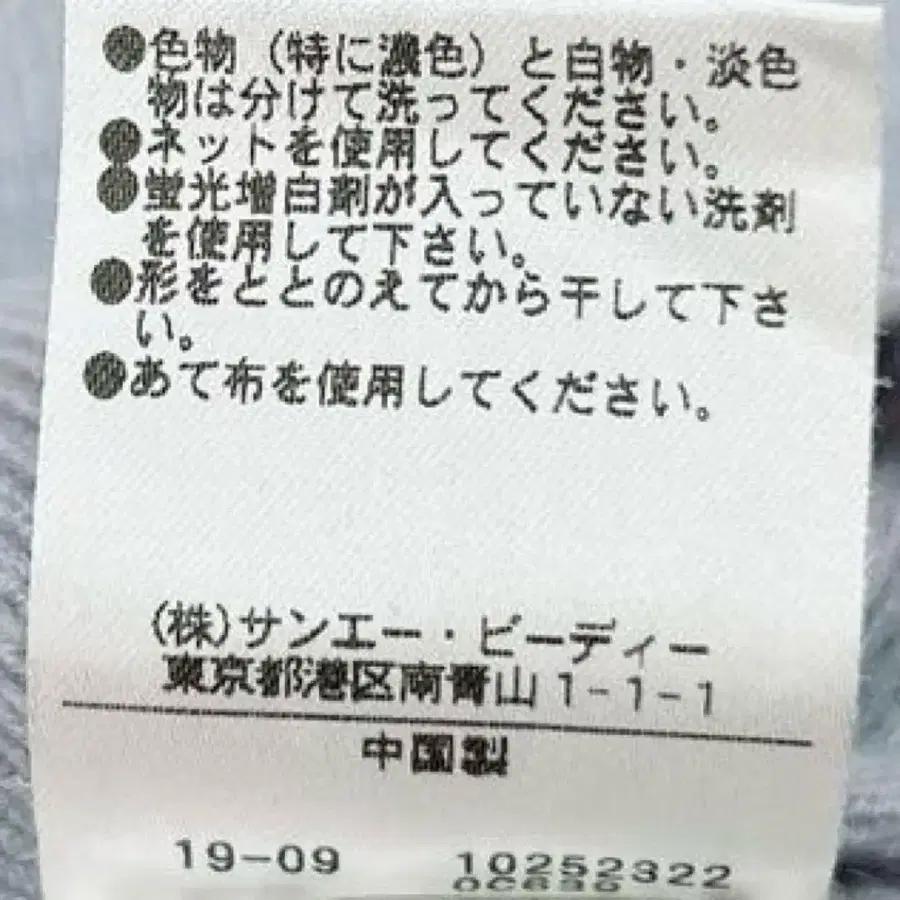 ●色物（特に濃色）と白物・淡色
物は分けて洗ってください。
●ネットを使用してください。
●蛍光増白剤が入っていない洗剤
を使用して下さい。
●形をととのえてから干して下さ
い。
●あて布を使用してください。
(株)サンエー・ビーディー
東京都港区南青山1-1-1
中国製
19-09 10252322